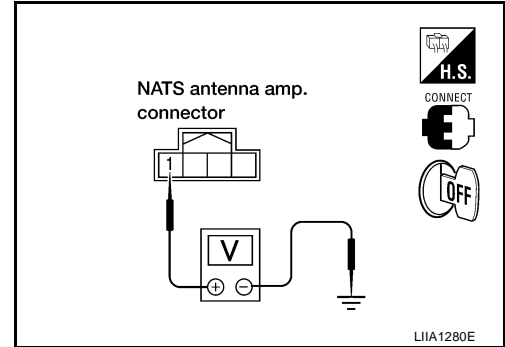 NATS antenna amp.
connector
H.S.
CONNECT
1
OFF
V
+ −
LIIA1280E